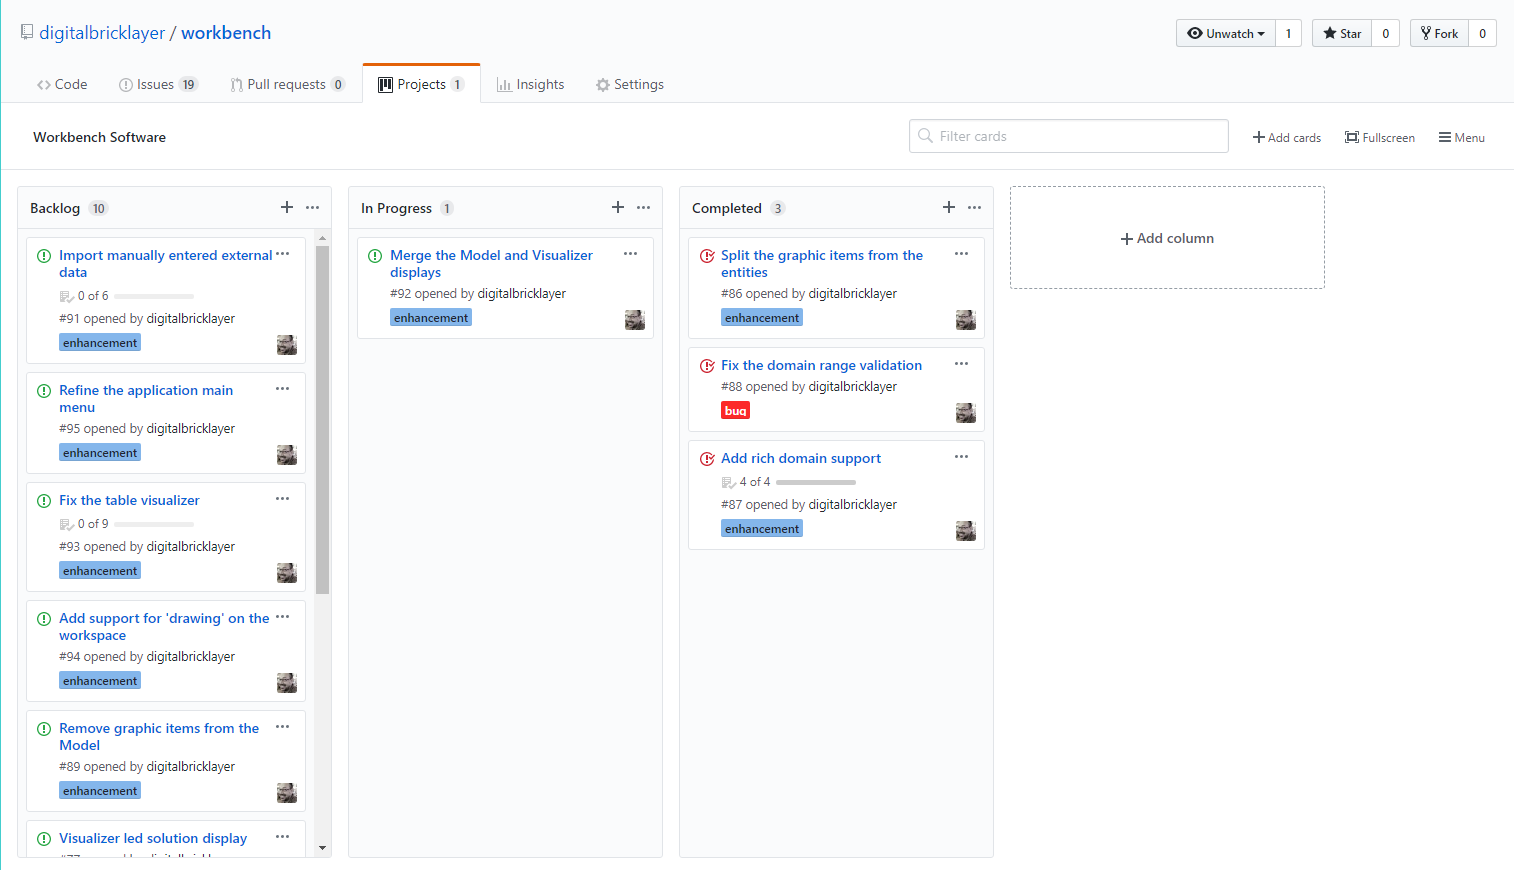 digitalbricklayer / workbench
Unwatch 1
Star 0
Fork 0
Code
Issues 19
Pull requests 0
Projects 1
Insights
Settings
Workbench Software
Filter cards
Add cards
Fullscreen
Menu
Backlog 10
Import manually entered external
data
0 of 6
#91 opened by digitalbricklayer
enhancement
Refine the application main
menu
#95 opened by digitalbricklayer
enhancement
Fix the table visualizer
0 of 9
#93 opened by digitalbricklayer
enhancement
Add support for 'drawing' on the
workspace
#94 opened by digitalbricklayer
enhancement
Remove graphic items from the
Model
#89 opened by digitalbricklayer
enhancement
Visualizer led solution display
In Progress 1
Merge the Model and Visualizer
displays
#92 opened by digitalbricklayer
enhancement
Completed 3
Split the graphic items from the
entities
#86 opened by digitalbricklayer
enhancement
Fix the domain range validation
#88 opened by digitalbricklayer
bug
Add rich domain support
4 of 4
#87 opened by digitalbricklayer
enhancement
Add column